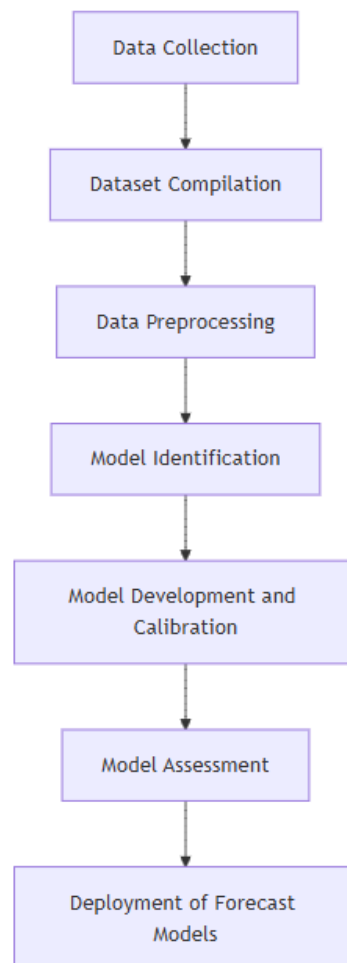 Data Collection
Dataset Compilation
Data Preprocessing
Model Identification
Model Development and
Calibration
Model Assessment
Deployment of Forecast
Models